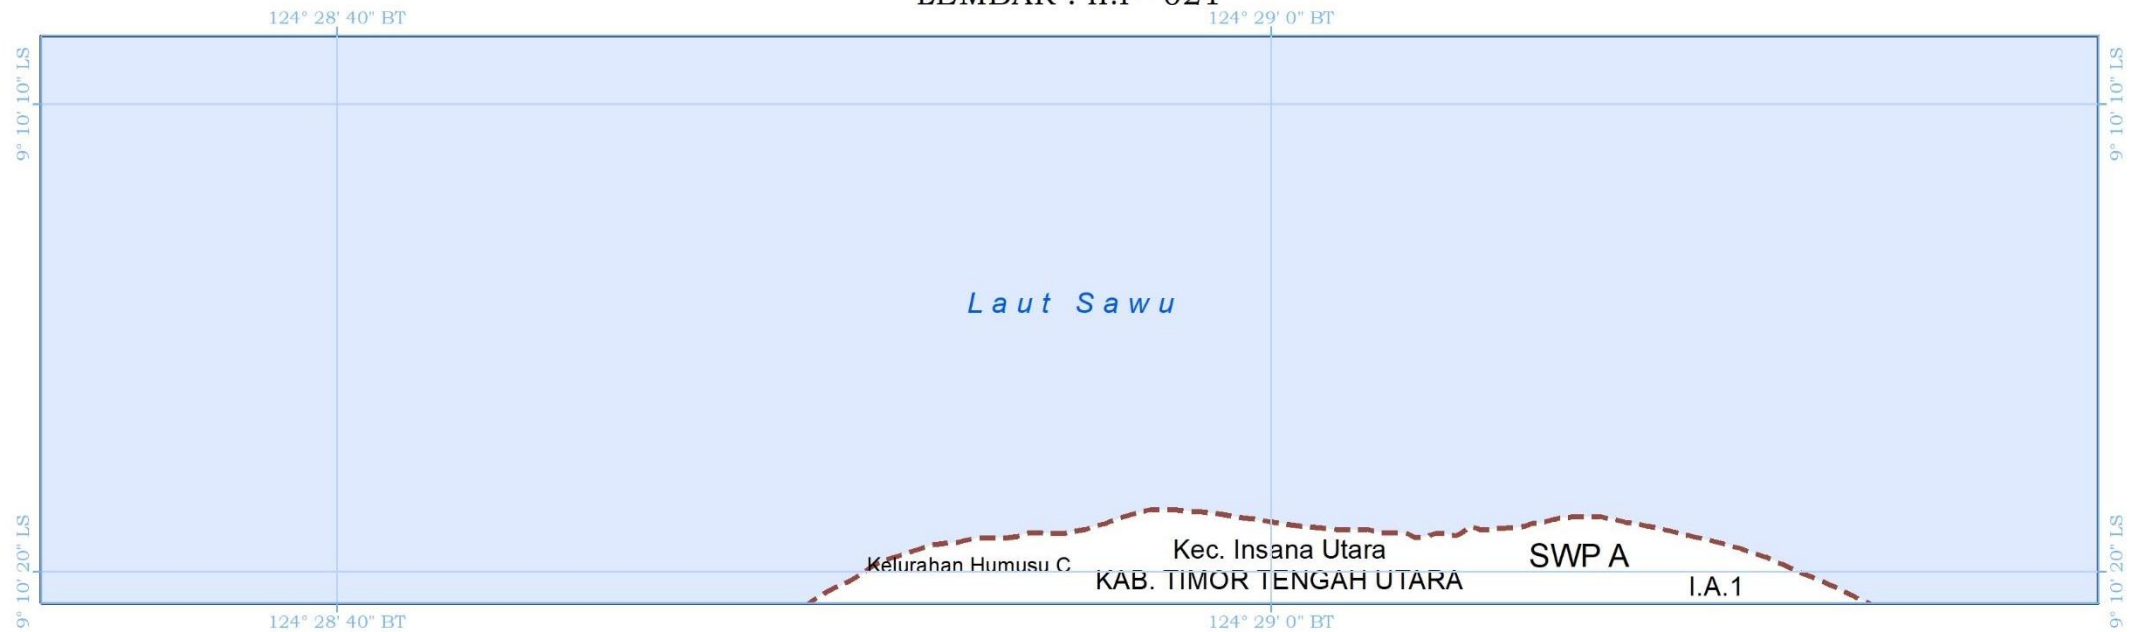 124° 28' 40" BT
124° 29' 0" BT
9° 10' 10" LS
9° 10' 10" LS
Laut Sawu
Kec. Insana Utara
SWP A
Kelurahan Humusu C
KAB. TIMOR TENGAH UTARA
I.A.1
9° 10' 20" LS
9° 10' 20" LS
124° 28' 40" BT
124° 29' 0" BT